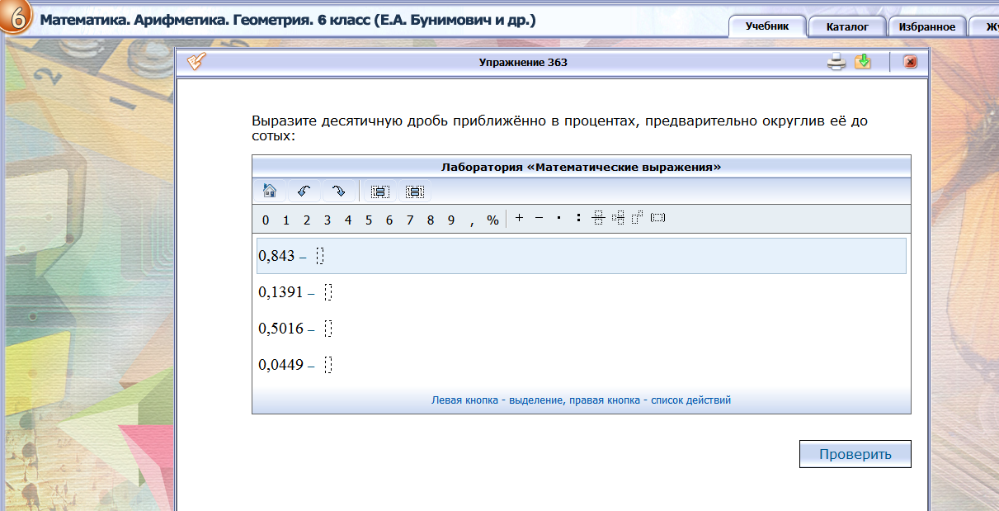 6 Математика. Арифметика. Геометрия. 6 класс (Е.А. Бунимович и др.)
Учебник Каталог Избранное
Упражнение 363
Выразите десятичную дробь приближённо в процентах, предварительно округлив её до
сотых:
Лаборатория «Математические выражения»
0 1 2 3 4 5 6 7 8 9 , % + − · :
0,843 –
0,1391 –
0,5016 –
0,0449 –
Левая кнопка - выделение, правая кнопка - список действий
Проверить